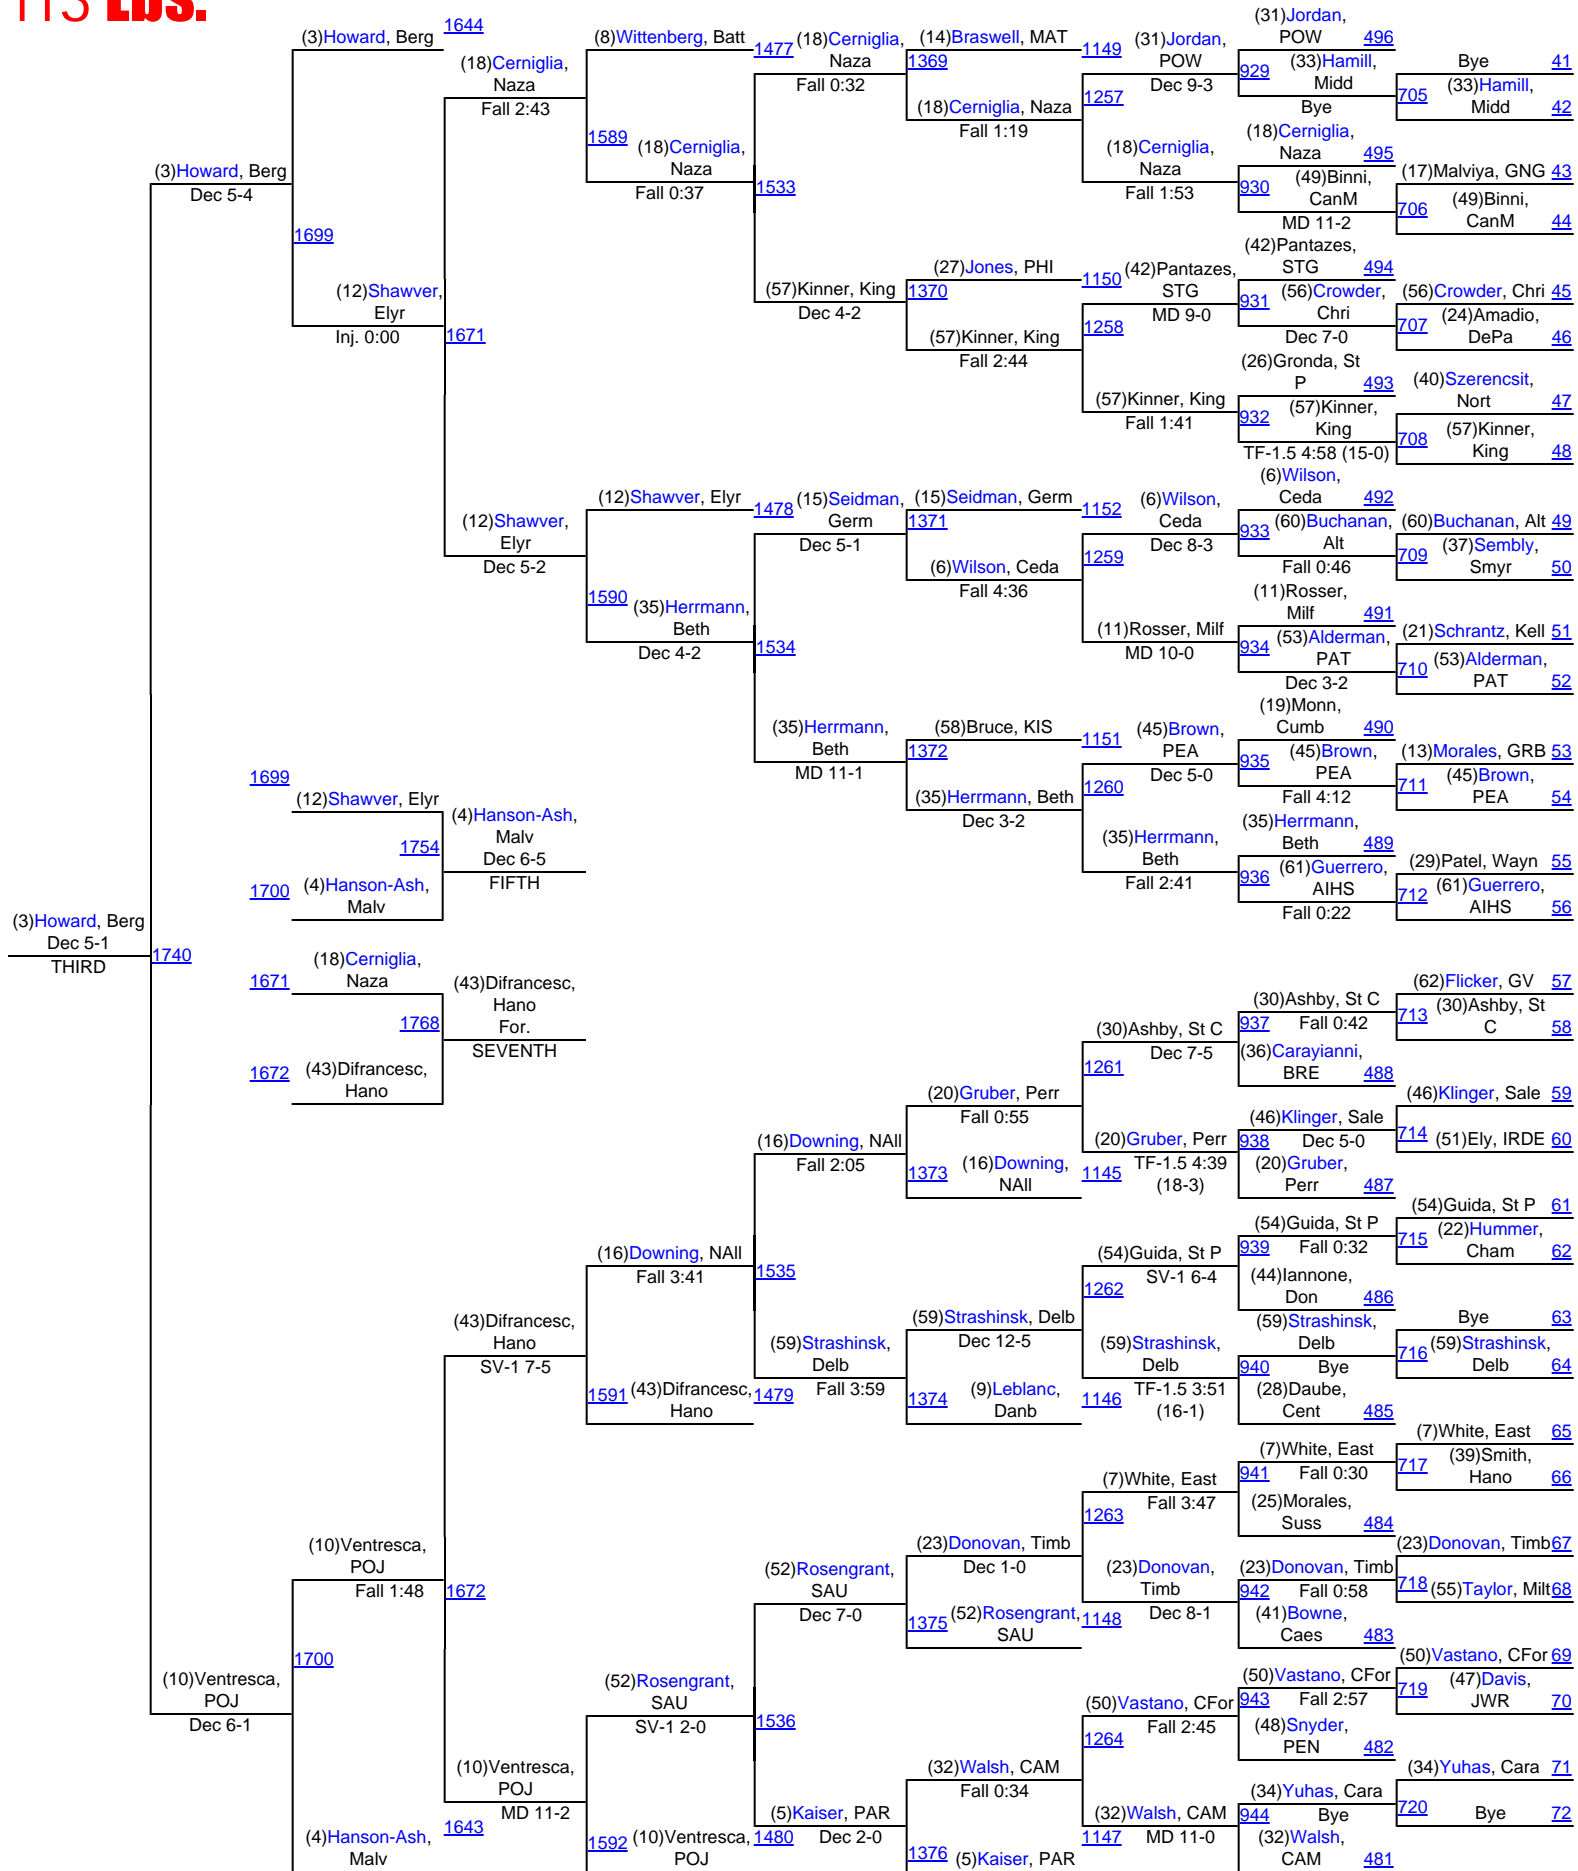 113 Lbs.
(3)Howard, Berg
1644
(18)Cerniglia,
Naza
Fall 2:43
(8)Wittenberg, Batt
1477
(18)Cerniglia,
Naza
Fall 0:32
(14)Braswell, MAT
1149
1369
(18)Cerniglia, Naza
Fall 1:19
(31)Jordan,
POW
Dec 9-3
1257
(18)Cerniglia,
Naza
Fall 1:53
(31)Jordan,
POW 496
929 (33)Hamill,
Midd
Bye
Bye 41
705 (33)Hamill,
Midd 42
(18)Cerniglia,
Naza 495
930 (49)Binni,
CanM
MD 11-2
(17)Malviya, GNG 43
706 (49)Binni,
CanM 44
1589 (18)Cerniglia,
Naza
Fall 0:37
1533
(3)Howard, Berg
Dec 5-4
1699
(12)Shawver,
Elyr
Inj. 0:00
1671
(57)Kinner, King
Dec 4-2
(27)Jones, PHI
1150
1370
(57)Kinner, King
Fall 2:44
(42)Pantazes,
STG
MD 9-0
1258
(57)Kinner, King
Fall 1:41
(42)Pantazes,
STG 494
931 (56)Crowder,
Chri
Dec 7-0
(56)Crowder, Chri 45
707 (24)Amadio,
DePa 46
(26)Gronda, St
P 493
932 (57)Kinner,
King
TF-1.5 4:58 (15-0)
(40)Szerencsit,
Nort 47
708 (57)Kinner,
King 48
(12)Shawver,
Elyr
Dec 5-2
(12)Shawver, Elyr
1478
(15)Seidman,
Germ
Dec 5-1
(15)Seidman, Germ
1152
1371
(6)Wilson, Ceda
Fall 4:36
(6)Wilson,
Ceda
Dec 8-3
1259
(11)Rosser, Milf
MD 10-0
(6)Wilson,
Ceda 492
933 (60)Buchanan,
Alt
Fall 0:46
(60)Buchanan, Alt 49
709 (37)Sembly,
Smyr 50
(11)Rosser,
Milf 491
934 (53)Alderman,
PAT
Dec 3-2
(21)Schrantz, Kell 51
710 (53)Alderman,
PAT 52
1590 (35)Herrmann,
Beth
Dec 4-2
1534
(35)Herrmann,
Beth
MD 11-1
(58)Bruce, KIS
1151
1372
(35)Herrmann, Beth
Dec 3-2
(45)Brown,
PEA
Dec 5-0
1260
(35)Herrmann,
Beth
Fall 2:41
(19)Monn,
Cumb 490
935 (45)Brown,
PEA
Fall 4:12
(13)Morales, GRB 53
711 (45)Brown,
PEA 54
(35)Herrmann,
Beth 489
936 (61)Guerrero,
AIHS
Fall 0:22
(29)Patel, Wayn 55
712 (61)Guerrero,
AIHS 56
1699
(12)Shawver, Elyr
1754
(4)Hanson-Ash,
Malv
Dec 6-5
FIFTH
1700 (4)Hanson-Ash,
Malv
(3)Howard, Berg
Dec 5-1
THIRD
1740
1671
(18)Cerniglia,
Naza
1768
(43)Difrancesc,
Hano
For.
SEVENTH
1672 (43)Difrancesc,
Hano
(16)Downing, NAll
Fall 2:05
(20)Gruber, Perr
Fall 0:55
1373 (16)Downing,
NAll
1145
(30)Ashby, St C
Dec 7-5
1261
(20)Gruber, Perr
TF-1.5 4:39
(18-3)
(30)Ashby, St C
937 Fall 0:42
(36)Carayianni,
BRE 488
(62)Flicker, GV 57
713 (30)Ashby, St
C 58
(46)Klinger, Sale
938 Dec 5-0
(20)Gruber,
Perr 487
(46)Klinger, Sale 59
714 (51)Ely, IRDE 60
(43)Difrancesc,
Hano
SV-1 7-5
(16)Downing, NAll
Fall 3:41
1535
1591 (43)Difrancesc,
Hano
1479
(59)Strashinsk,
Delb
Fall 3:59
(59)Strashinsk, Delb
Dec 12-5
1374 (9)Leblanc,
Danb
1146
(54)Guida, St P
SV-1 6-4
1262
(59)Strashinsk,
Delb
TF-1.5 3:51
(16-1)
(54)Guida, St P
939 Fall 0:32
(44)Iannone,
Don 486
(54)Guida, St P 61
715 (22)Hummer,
Cham 62
(59)Strashinsk,
Delb
940 Bye
(28)Daube,
Cent 485
Bye 63
716 (59)Strashinsk,
Delb 64
(10)Ventresca,
POJ
Fall 1:48
1672
(52)Rosengrant,
SAU
Dec 7-0
(23)Donovan, Timb
Dec 1-0
1375 (52)Rosengrant,
SAU
1148
(7)White, East
Fall 3:47
1263
(23)Donovan,
Timb
Dec 8-1
(7)White, East
941 Fall 0:30
(25)Morales,
Suss 484
(7)White, East 65
717 (39)Smith,
Hano 66
(23)Donovan, Timb
942 Fall 0:58
(41)Bowne,
Caes 483
(23)Donovan, Timb 67
718 (55)Taylor, Milt 68
(10)Ventresca,
POJ
Dec 6-1
1700
(4)Hanson-Ash,
Malv
1643
(10)Ventresca,
POJ
MD 11-2
(52)Rosengrant,
SAU
SV-1 2-0
1536
1592 (10)Ventresca,
POJ
1480
(5)Kaiser, PAR
Dec 2-0
(32)Walsh, CAM
Fall 0:34
1376 (5)Kaiser, PAR
1147
(50)Vastano, CFor
Fall 2:45
1264
(32)Walsh, CAM
MD 11-0
(50)Vastano, CFor
943 Fall 2:57
(48)Snyder,
PEN 482
(50)Vastano, CFor 69
719 (47)Davis,
JWR 70
(34)Yuhas, Cara
944 Bye
(32)Walsh,
CAM 481
(34)Yuhas, Cara 71
720 Bye 72